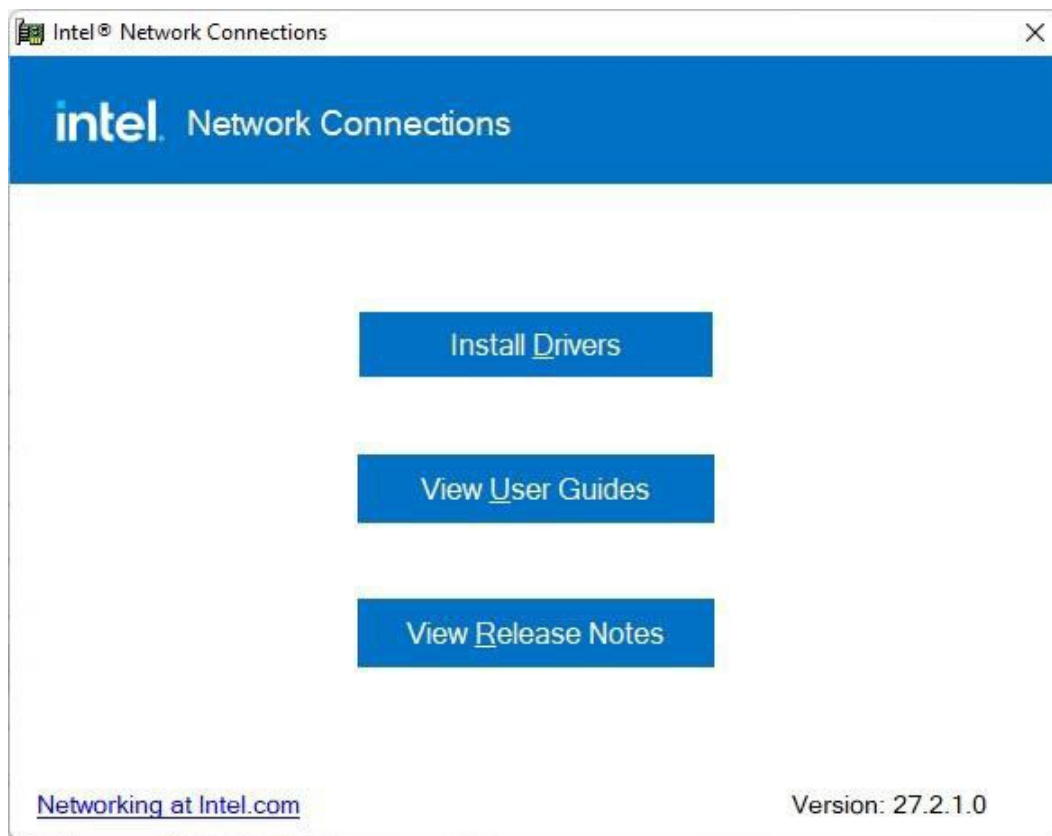 Intel® Network Connections
intel. Network Connections
Install Drivers
View User Guides
View Release Notes
Networking at Intel.com
Version: 27.2.1.0